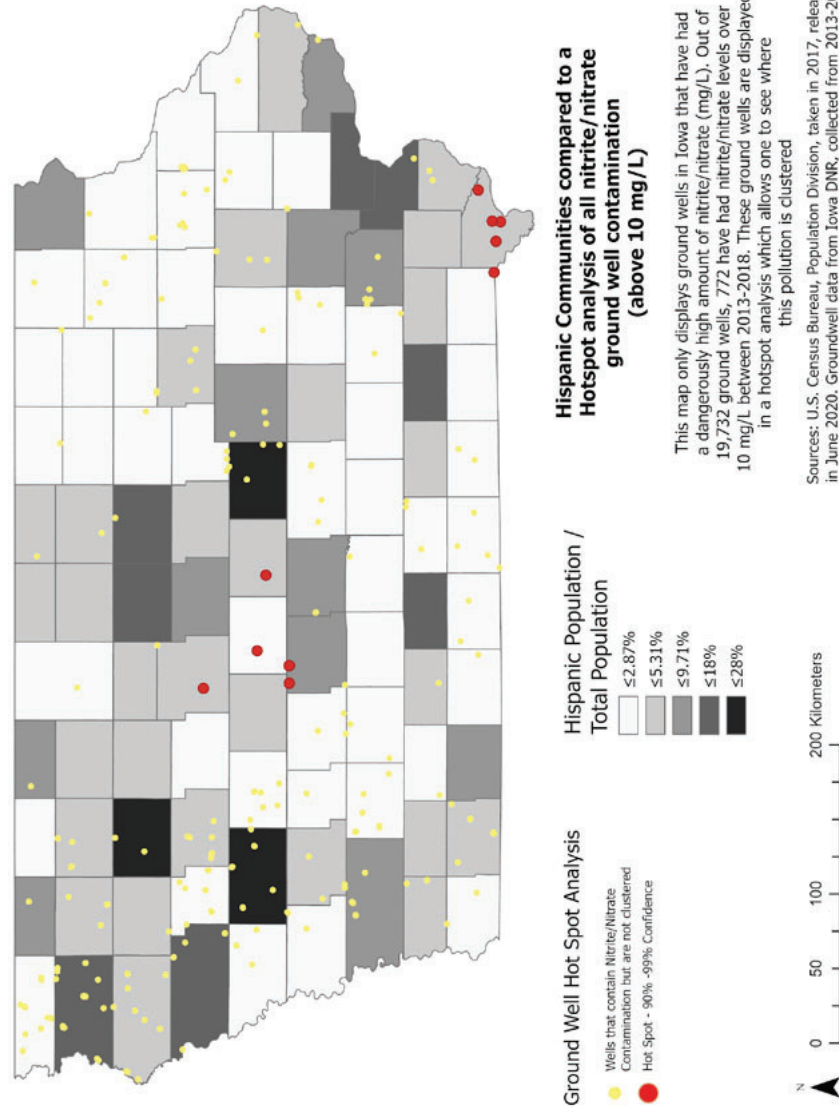 Hispanic Communities compared to a
Hotspot analysis of all nitrite/nitrate
ground well contamination
(above 10 mg/L)
This map only displays ground wells in Iowa that have had
a dangerously high amount of nitrite/nitrate (mg/L). Out of
19,732 ground wells, 772 have had nitrite/nitrate levels over
10 mg/L between 2013-2018. These ground wells are displayed
in a hotspot analysis which allows one to see where
this pollution is clustered
Sources: U.S. Census Bureau, Population Division, taken in 2017,
in June 2020. Groundwell data from Iowa DNR, collected from
Ground Well Hot Spot Analysis
Wells that contain Nitrite/Nitrate
Contamination but are not clustered
Hot Spot - 90% -99% Confidence
Hispanic Population /
Total Population
≤2.87%
≤5.31%
≤9.71%
≤18%
≤28%
N
0 50 100 200 Kilometers